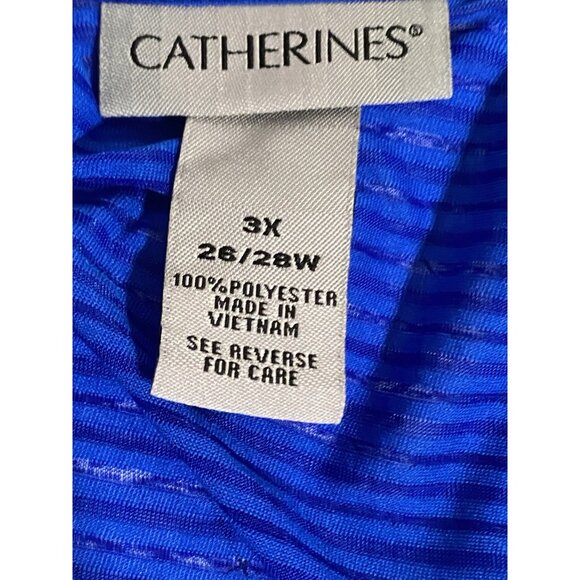 CATHERINES®
3X
26/28W
100%POLYESTER
MADE IN
VIETNAM
SEE REVERSE
FOR CARE